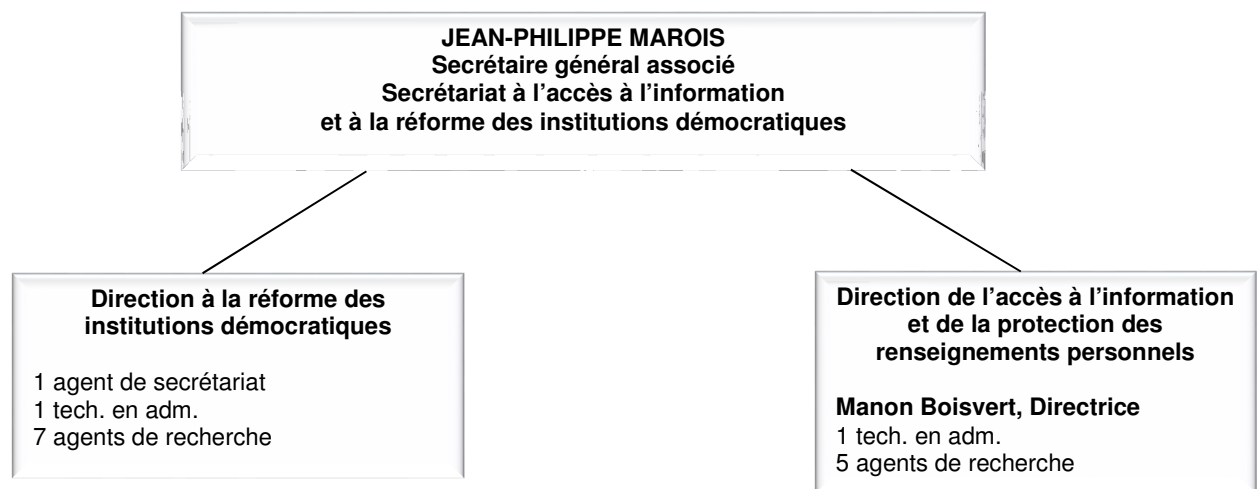 JEAN-PHILIPPE MAROIS
Secrétaire général associé
Secrétariat à l’accès à l’information
et à la réforme des institutions démocratiques
Direction à la réforme des
institutions démocratiques
1 agent de secrétariat
1 tech. en adm.
7 agents de recherche
Direction de l’accès à l’information
et de la protection des
renseignements personnels
Manon Boisvert, Directrice
1 tech. en adm.
5 agents de recherche